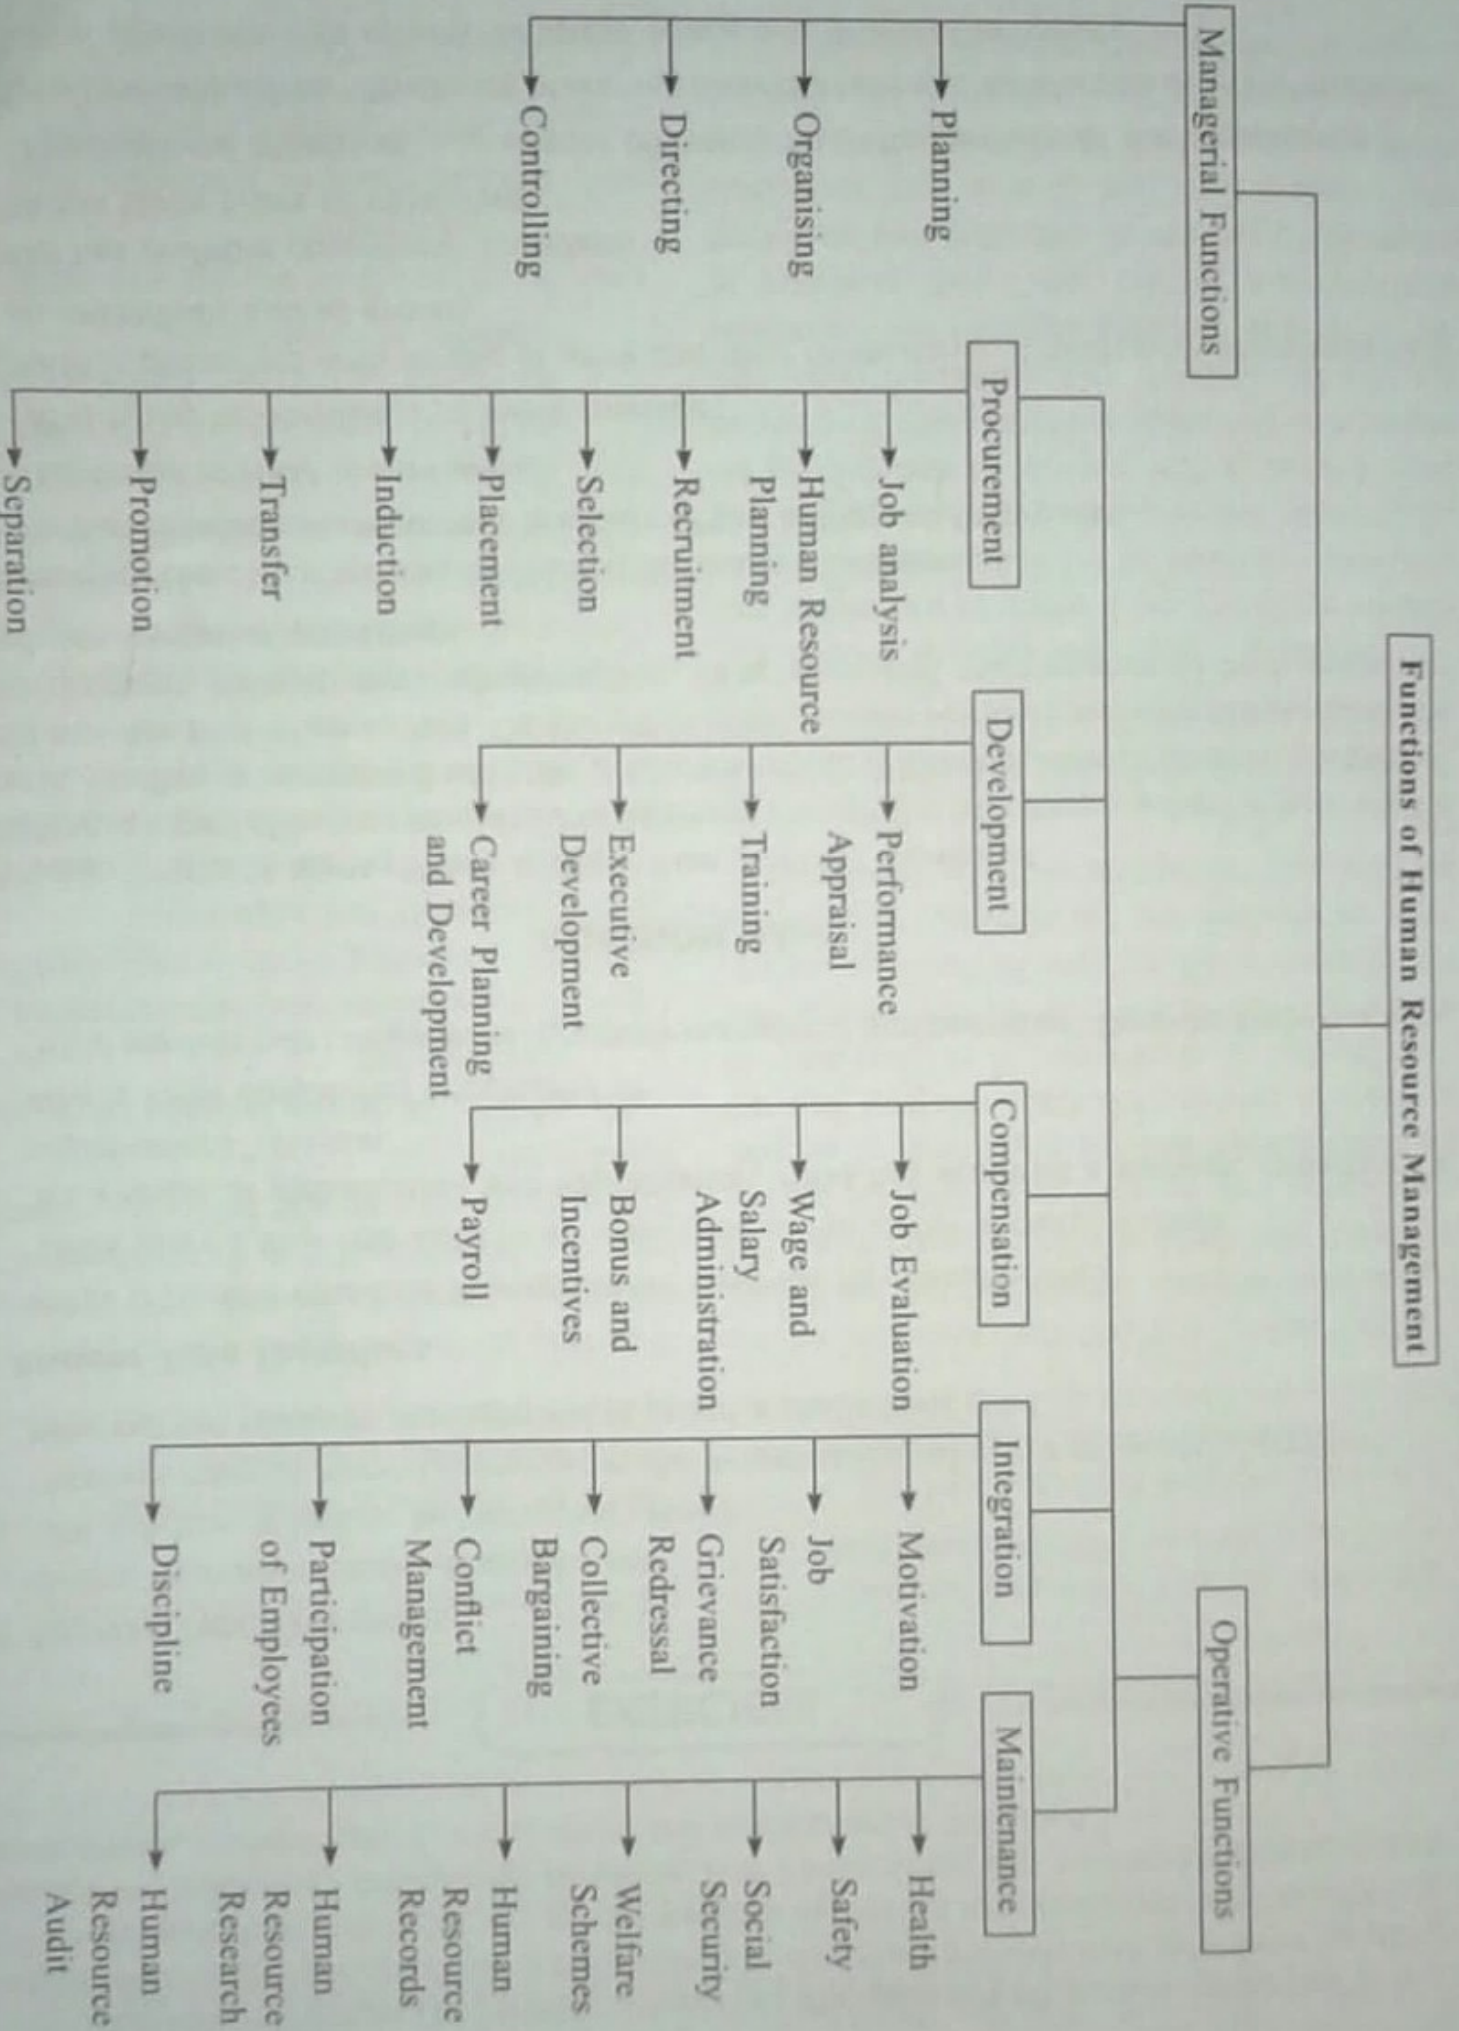 Functions of Human Resource Management
Managerial Functions
Planning
Organising
Directing
Controlling
Operative Functions
Procurement
Job analysis
Human Resource
Planning
Recruitment
Selection
Placement
Induction
Transfer
Promotion
Separation
Development
Performance
Appraisal
Training
Executive
Development
Career Planning
and Development
Compensation
Job Evaluation
Wage and
Salary
Administration
Bonus and
Incentives
Payroll
Integration
Motivation
Job
Satisfaction
Grievance
Redressal
Collective
Bargaining
Conflict
Management
Participation
of Employees
Discipline
Maintenance
Health
Safety
Social
Security
Welfare
Schemes
Human
Resource
Records
Human
Resource
Research
Human
Resource
Audit